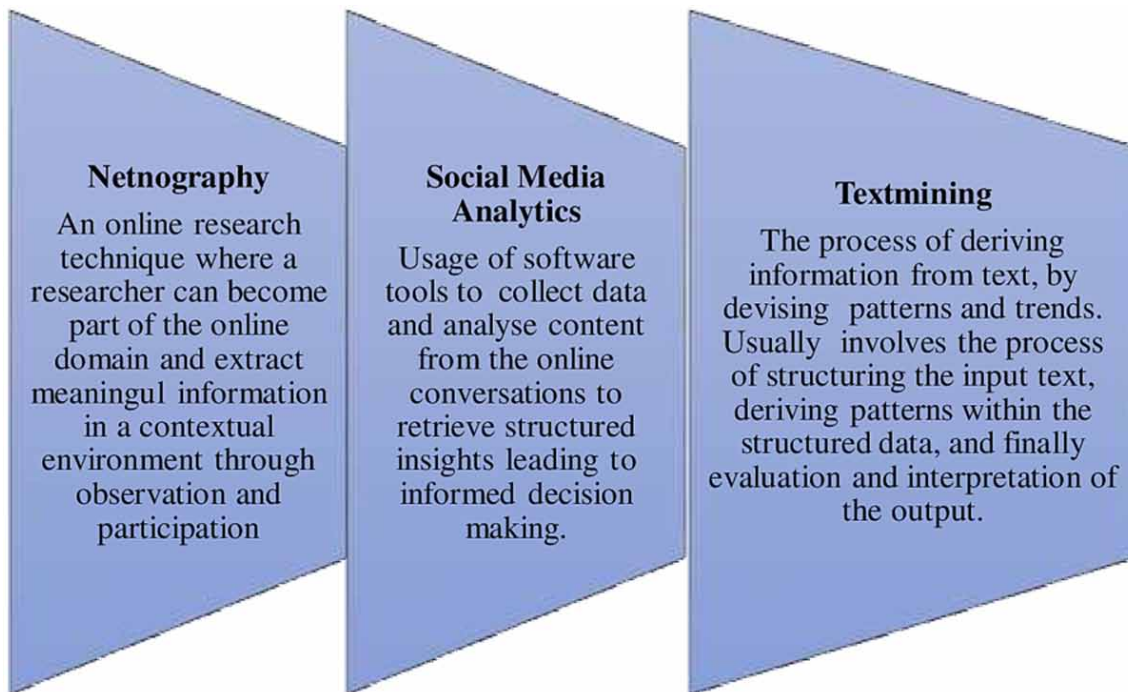 Netnography
An online research
technique where a
researcher can become
part of the online
domain and extract
meaningul information
in a contextual
environment through
observation and
participation
Social Media
Analytics
Usage of software
tools to collect data
and analyse content
from the online
conversations to
retrieve structured
insights leading to
informed decision
making.
Textmining
The process of deriving
information from text, by
devising patterns and trends.
Usually involves the process
of structuring the input text,
deriving patterns within the
structured data, and finally
evaluation and interpretation of
the output.